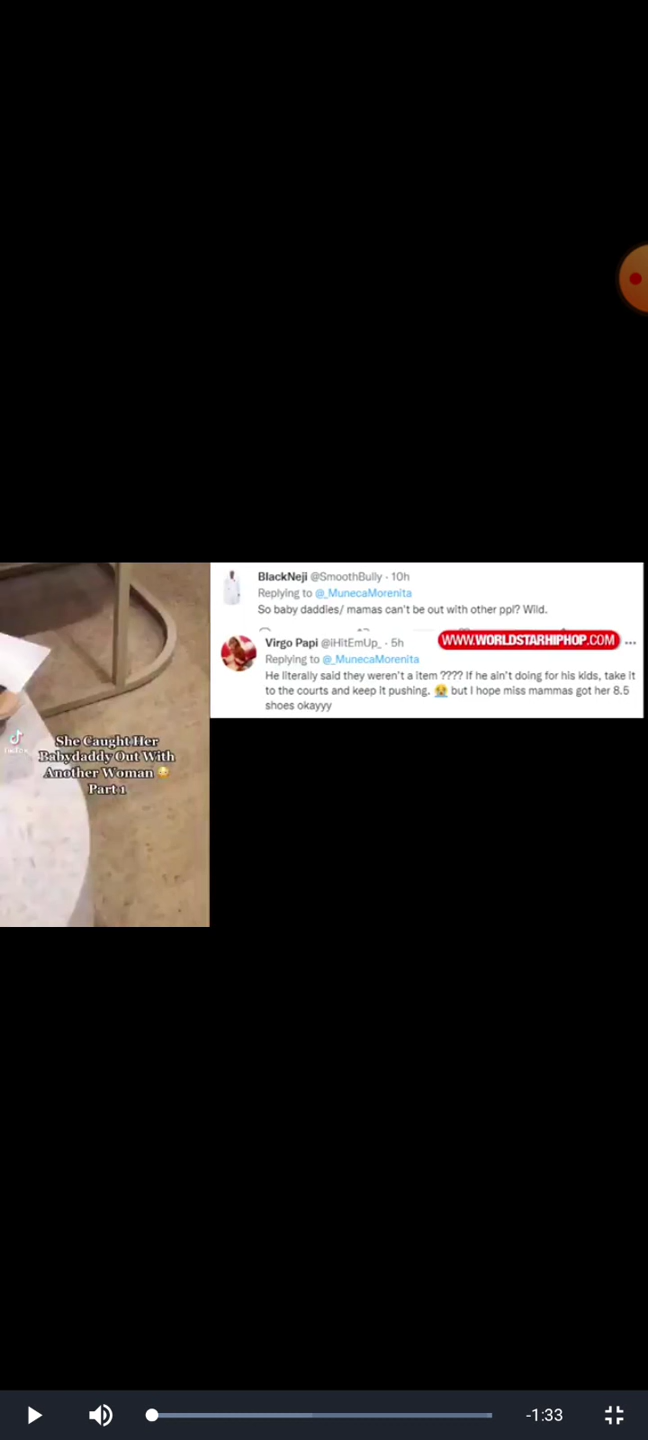 BlackNeji @SmoothBully · 10h
Replying to @_MunecaMorenita
So baby daddies/ mamas can't be out with other ppl? Wild.
WWW.WORLDSTARHIPHOP.COM
Virgo Papi @iHitEmUp_ · 5h
Replying to @_MunecaMorenita
He literally said they weren't a item ???? If he ain't doing for his kids, take it
to the courts and keep it pushing. 😭 but I hope miss mammas got her 8.5
shoes okayyy
TikTok
She Caught Her
Babydaddy Out With
Another Woman 😳
Part 1
-1:33